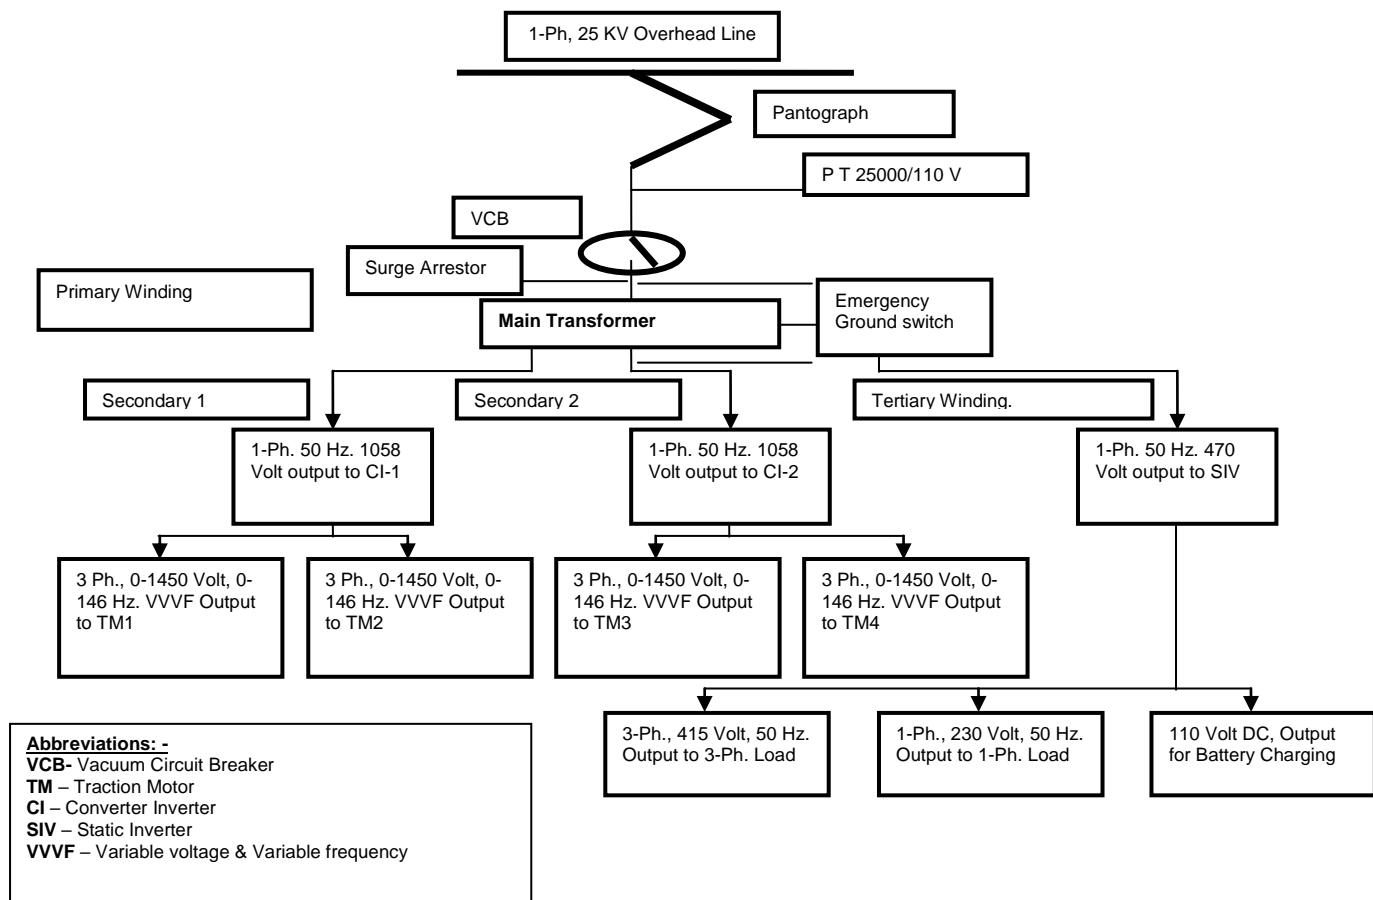 1-Ph, 25 KV Overhead Line
Pantograph
P T 25000/110 V
VCB
Surge Arrestor
Primary Winding
Emergency
Ground switch
Main Transformer
Secondary 1
Secondary 2
Tertiary Winding.
1-Ph. 50 Hz. 1058
Volt output to CI-1
1-Ph. 50 Hz. 1058
Volt output to CI-2
1-Ph. 50 Hz. 470
Volt output to SIV
3 Ph., 0-1450 Volt, 0-
146 Hz. VVVF Output
to TM1
3 Ph., 0-1450 Volt, 0-
146 Hz. VVVF Output
to TM2
3 Ph., 0-1450 Volt, 0-
146 Hz. VVVF Output
to TM3
3 Ph., 0-1450 Volt, 0-
146 Hz. VVVF Output
to TM4
3-Ph., 415 Volt, 50 Hz.
Output to 3-Ph. Load
1-Ph., 230 Volt, 50 Hz.
Output to 1-Ph. Load
110 Volt DC, Output
for Battery Charging
Abbreviations: -
VCB- Vacuum Circuit Breaker
TM – Traction Motor
CI – Converter Inverter
SIV – Static Inverter
VVVF – Variable voltage & Variable frequency